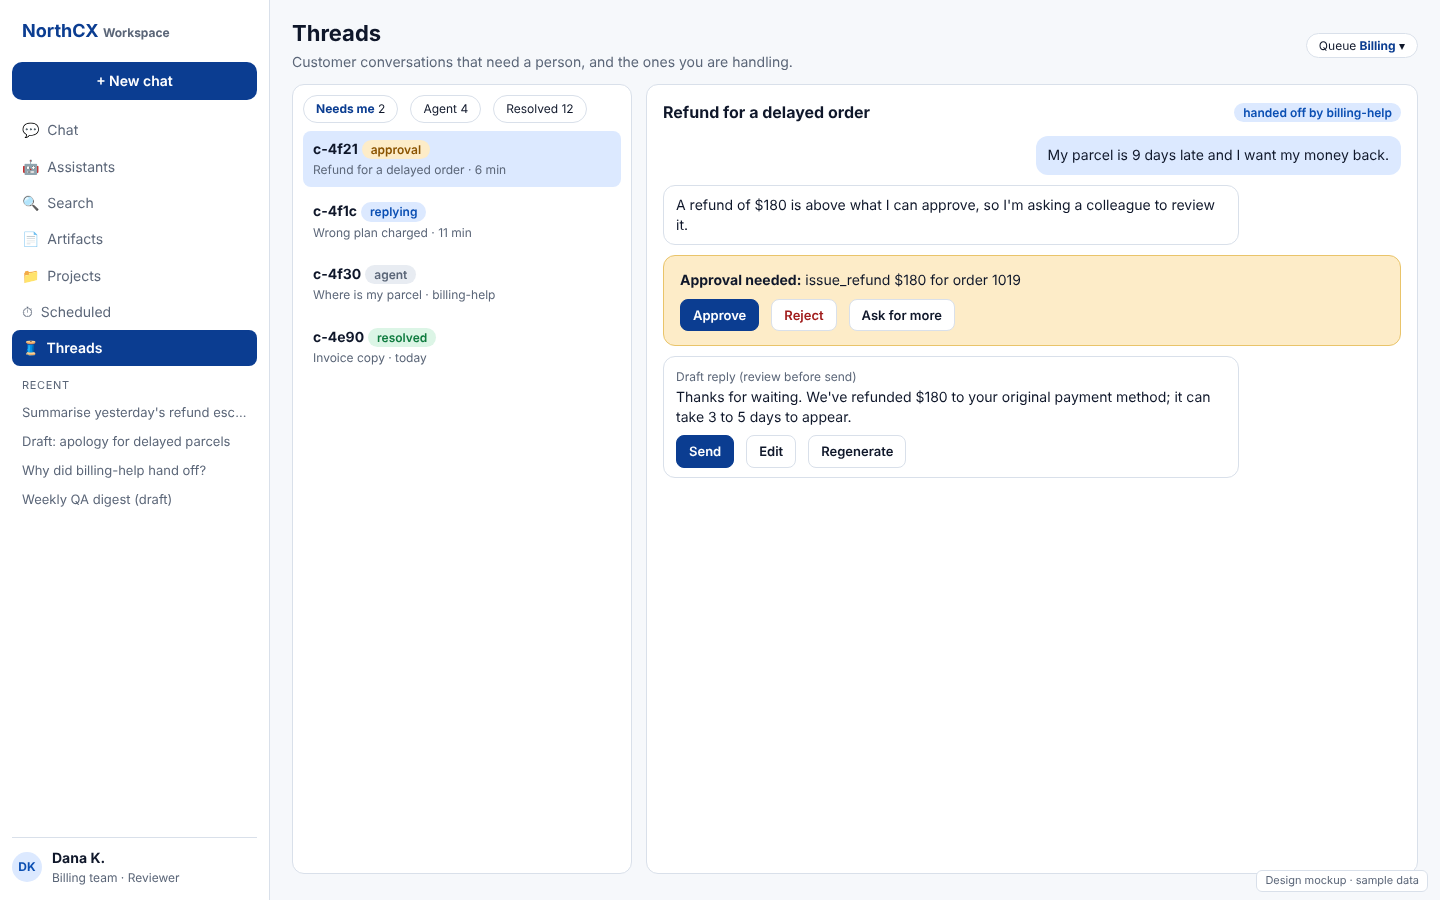 NorthCX Workspace
+ New chat
Chat
Assistants
Search
Artifacts
Projects
Scheduled
Threads
RECENT
Summarise yesterday's refund esc...
Draft: apology for delayed parcels
Why did billing-help hand off?
Weekly QA digest (draft)
DK
Dana K.
Billing team · Reviewer
Threads
Customer conversations that need a person, and the ones you are handling.
Queue Billing ▾
Needs me 2
Agent 4
Resolved 12
c-4f21 approval
Refund for a delayed order · 6 min
c-4f1c replying
Wrong plan charged · 11 min
c-4f30 agent
Where is my parcel · billing-help
c-4e90 resolved
Invoice copy · today
Refund for a delayed order
handed off by billing-help
My parcel is 9 days late and I want my money back.
A refund of $180 is above what I can approve, so I'm asking a colleague to review
it.
Approval needed: issue_refund $180 for order 1019
Approve
Reject
Ask for more
Draft reply (review before send)
Thanks for waiting. We've refunded $180 to your original payment method; it can
take 3 to 5 days to appear.
Send
Edit
Regenerate
Design mockup · sample data